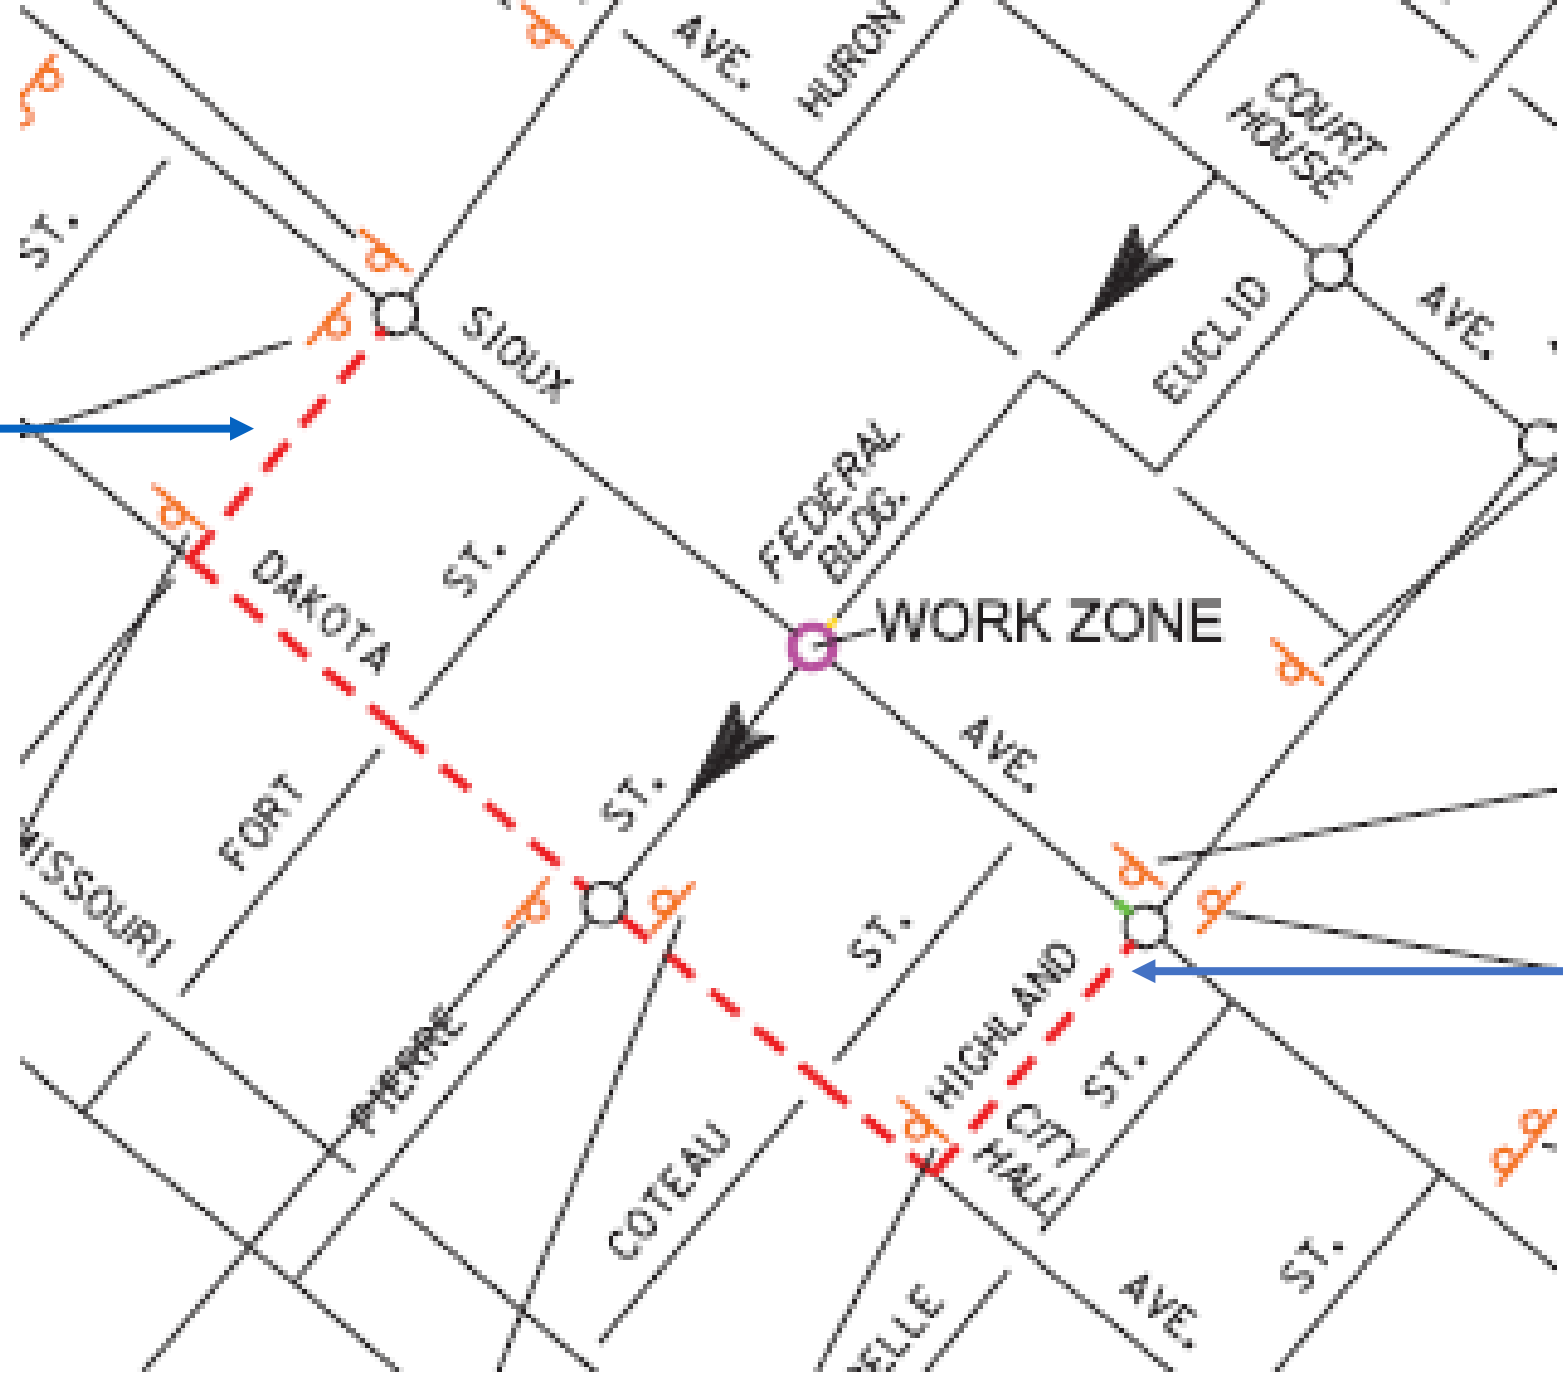 AVE.
HURON
COURT
HOUSE
ST.
SIOUX
EUCLID
AVE.
FEDERAL
BLDG.
ST.
DAKOTA
WORK ZONE
AVE.
ST.
FORT
ST.
HIGHLAND
ST.
PIERRE
CITY
HALL
COTEAU
ST.
AVE.